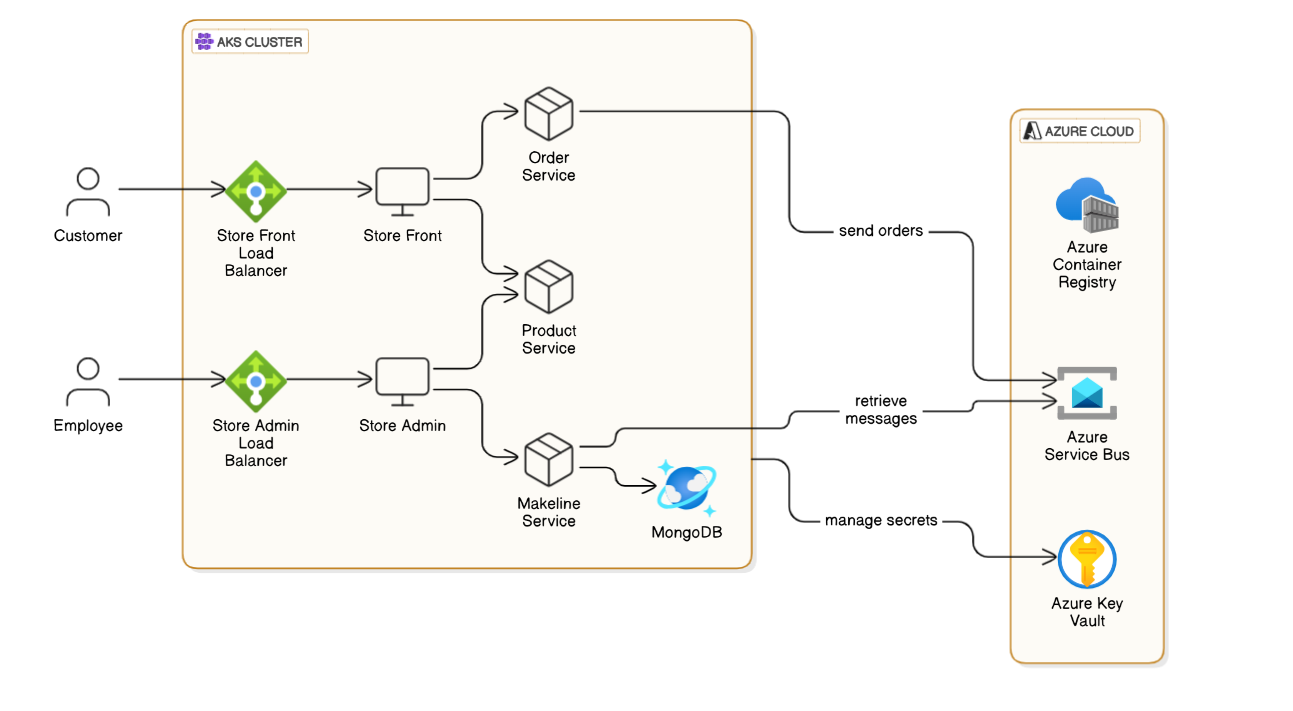 AKS CLUSTER
Order
Service
AZURE CLOUD
Customer
Store Front
Load
Balancer
Store Front
send orders
Azure
Container
Registry
Product
Service
Employee
Store Admin
Load
Balancer
Store Admin
retrieve
messages
Azure
Service Bus
Makeline
Service
MongoDB
manage secrets
Azure Key
Vault